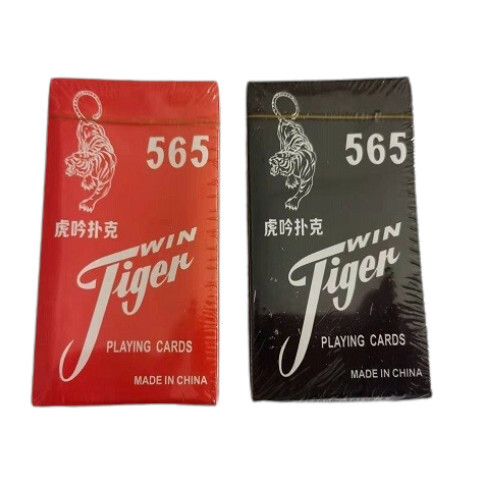 565
虎吟扑克
WIN
Tiger
PLAYING CARDS
MADE IN CHINA
565
虎吟扑克
WIN
Tiger
PLAYING CARDS
MADE IN CHINA